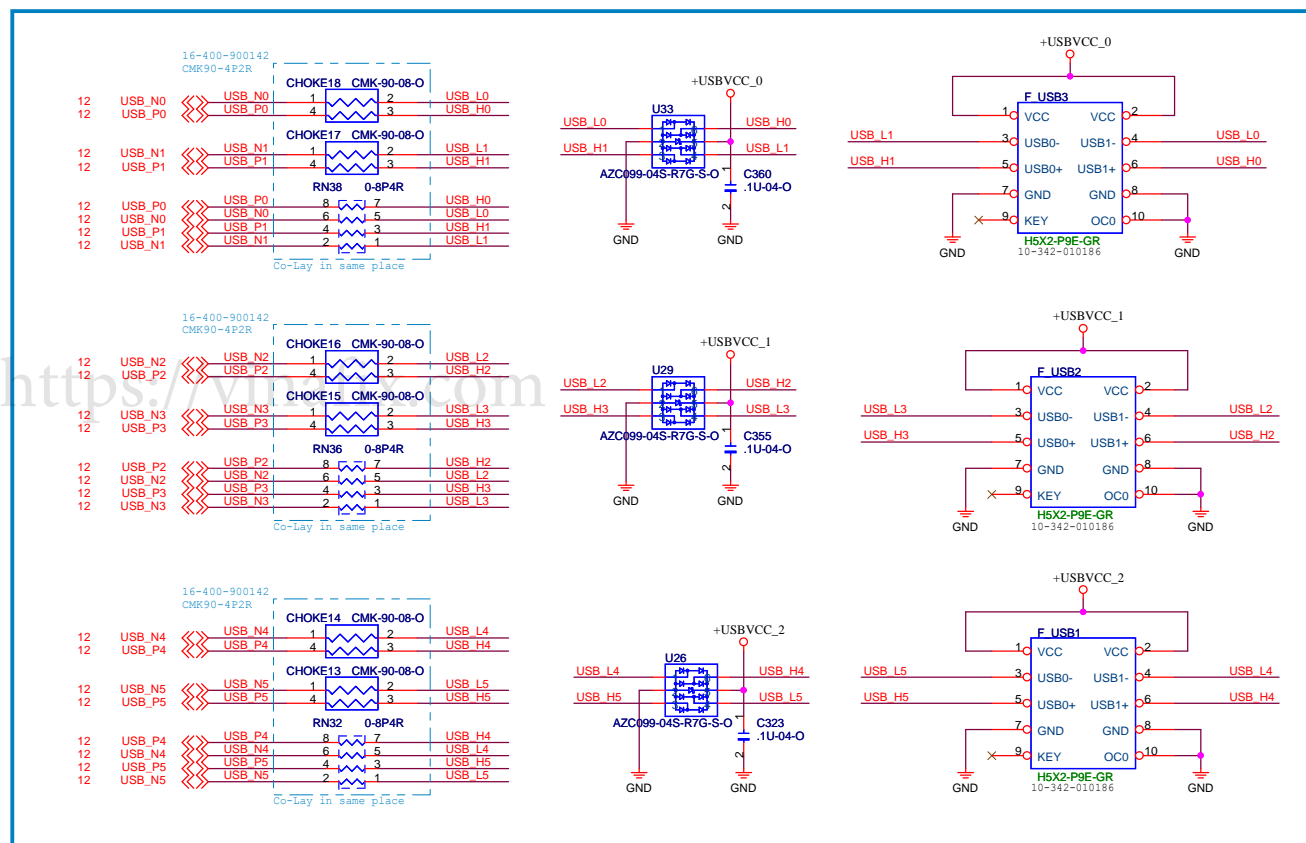 16-400-900142
CMK90-4P2R
CHOKE18 CMK-90-08-O
12 USB_N0 USB_N0 1 2 USB_L0
12 USB_P0 USB_P0 4 3 USB_H0
CHOKE17 CMK-90-08-O
12 USB_N1 USB_N1 1 2 USB_L1
12 USB_P1 USB_P1 4 3 USB_H1
RN38 0-8P4R
12 USB_P0 USB_P0 8 7 USB_H0
12 USB_N0 USB_N0 6 5 USB_L0
12 USB_P1 USB_P1 4 3 USB_H1
12 USB_N1 USB_N1 2 1 USB_L1
Co-Lay in same place
+USBVCC_0
U33
USB_L0 USB_H0
USB_H1 USB_L1
AZC099-04S-R7G-S-O
1
C360
.1U-04-O
2
GND GND
+USBVCC_0
F_USB3
1 VCC VCC 2
USB_L1 3 USB0- USB1- 4 USB_L0
USB_H1 5 USB0+ USB1+ 6 USB_H0
7 GND GND 8
9 KEY OC0 10
H5X2-P9E-GR
10-342-010186
GND GND
16-400-900142
CMK90-4P2R
CHOKE16 CMK-90-08-O
12 USB_N2 USB_N2 1 2 USB_L2
12 USB_P2 USB_P2 4 3 USB_H2
https://vinafix.com
CHOKE15 CMK-90-08-O
12 USB_N3 USB_N3 1 2 USB_L3
12 USB_P3 USB_P3 4 3 USB_H3
RN36 0-8P4R
12 USB_P2 USB_P2 8 7 USB_H2
12 USB_N2 USB_N2 6 5 USB_L2
12 USB_P3 USB_P3 4 3 USB_H3
12 USB_N3 USB_N3 2 1 USB_L3
Co-Lay in same place
+USBVCC_1
U29
USB_L2 USB_H2
USB_H3 USB_L3
AZC099-04S-R7G-S-O
1
C355
.1U-04-O
2
GND GND
+USBVCC_1
F_USB2
1 VCC VCC 2
USB_L3 3 USB0- USB1- 4 USB_L2
USB_H3 5 USB0+ USB1+ 6 USB_H2
7 GND GND 8
9 KEY OC0 10
H5X2-P9E-GR
10-342-010186
GND GND
16-400-900142
CMK90-4P2R
CHOKE14 CMK-90-08-O
12 USB_N4 USB_N4 1 2 USB_L4
12 USB_P4 USB_P4 4 3 USB_H4
CHOKE13 CMK-90-08-O
12 USB_N5 USB_N5 1 2 USB_L5
12 USB_P5 USB_P5 4 3 USB_H5
RN32 0-8P4R
12 USB_P4 USB_P4 8 7 USB_H4
12 USB_N4 USB_N4 6 5 USB_L4
12 USB_P5 USB_P5 4 3 USB_H5
12 USB_N5 USB_N5 2 1 USB_L5
Co-Lay in same place
+USBVCC_2
U26
USB_L4 USB_H4
USB_H5 USB_L5
AZC099-04S-R7G-S-O
1
C323
.1U-04-O
2
GND GND
+USBVCC_2
F_USB1
1 VCC VCC 2
USB_L5 3 USB0- USB1- 4 USB_L4
USB_H5 5 USB0+ USB1+ 6 USB_H4
7 GND GND 8
9 KEY OC0 10
H5X2-P9E-GR
10-342-010186
GND GND